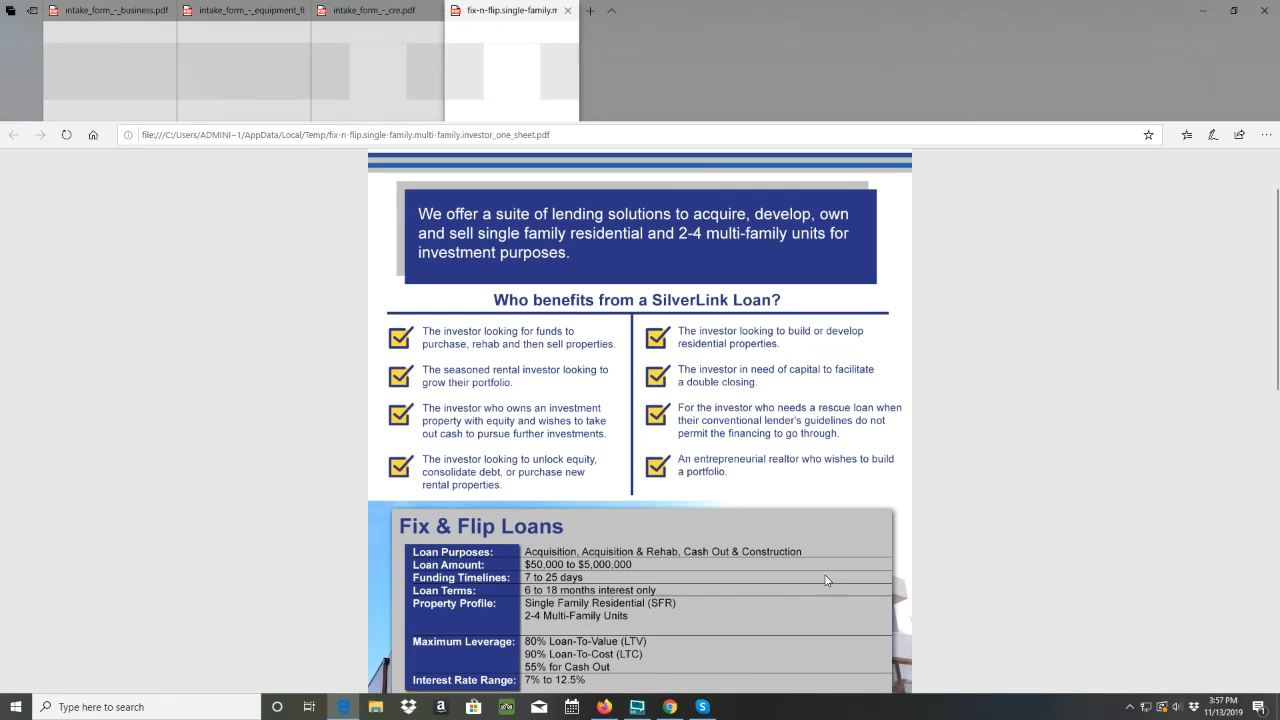 intake_form_business.pdf
intake_form_equipment_fi
intake_form_cre.pdf
fix-n-flip.single-family.m
file:///C:/Users/ADMINI~1/AppData/Local/Temp/fix-n-flip.single-family.multi-family.investor_one_sheet.pdf
We offer a suite of lending solutions to acquire, develop, own
and sell single family residential and 2-4 multi-family units for
investment purposes.
Who benefits from a SilverLink Loan?
The investor looking for funds to
purchase, rehab and then sell properties.
The seasoned rental investor looking to
grow their portfolio.
The investor who owns an investment
property with equity and wishes to take
out cash to pursue further investments.
The investor looking to unlock equity,
consolidate debt, or purchase new
rental properties.
The investor looking to build or develop
residential properties.
The investor in need of capital to facilitate
a double closing.
For the investor who needs a rescue loan when
their conventional lender's guidelines do not
permit the financing to go through.
An entrepreneurial realtor who wishes to build
a portfolio.
Fix & Flip Loans
Loan Purposes: Acquisition, Acquisition & Rehab, Cash Out & Construction
Loan Amount: $50,000 to $5,000,000
Funding Timelines: 7 to 25 days
Loan Terms: 6 to 18 months interest only
Property Profile: Single Family Residential (SFR)
2-4 Multi-Family Units
Maximum Leverage: 80% Loan-To-Value (LTV)
90% Loan-To-Cost (LTC)
55% for Cash Out
Interest Rate Range: 7% to 12.5%
Type here to search
3:57 PM
11/13/2019